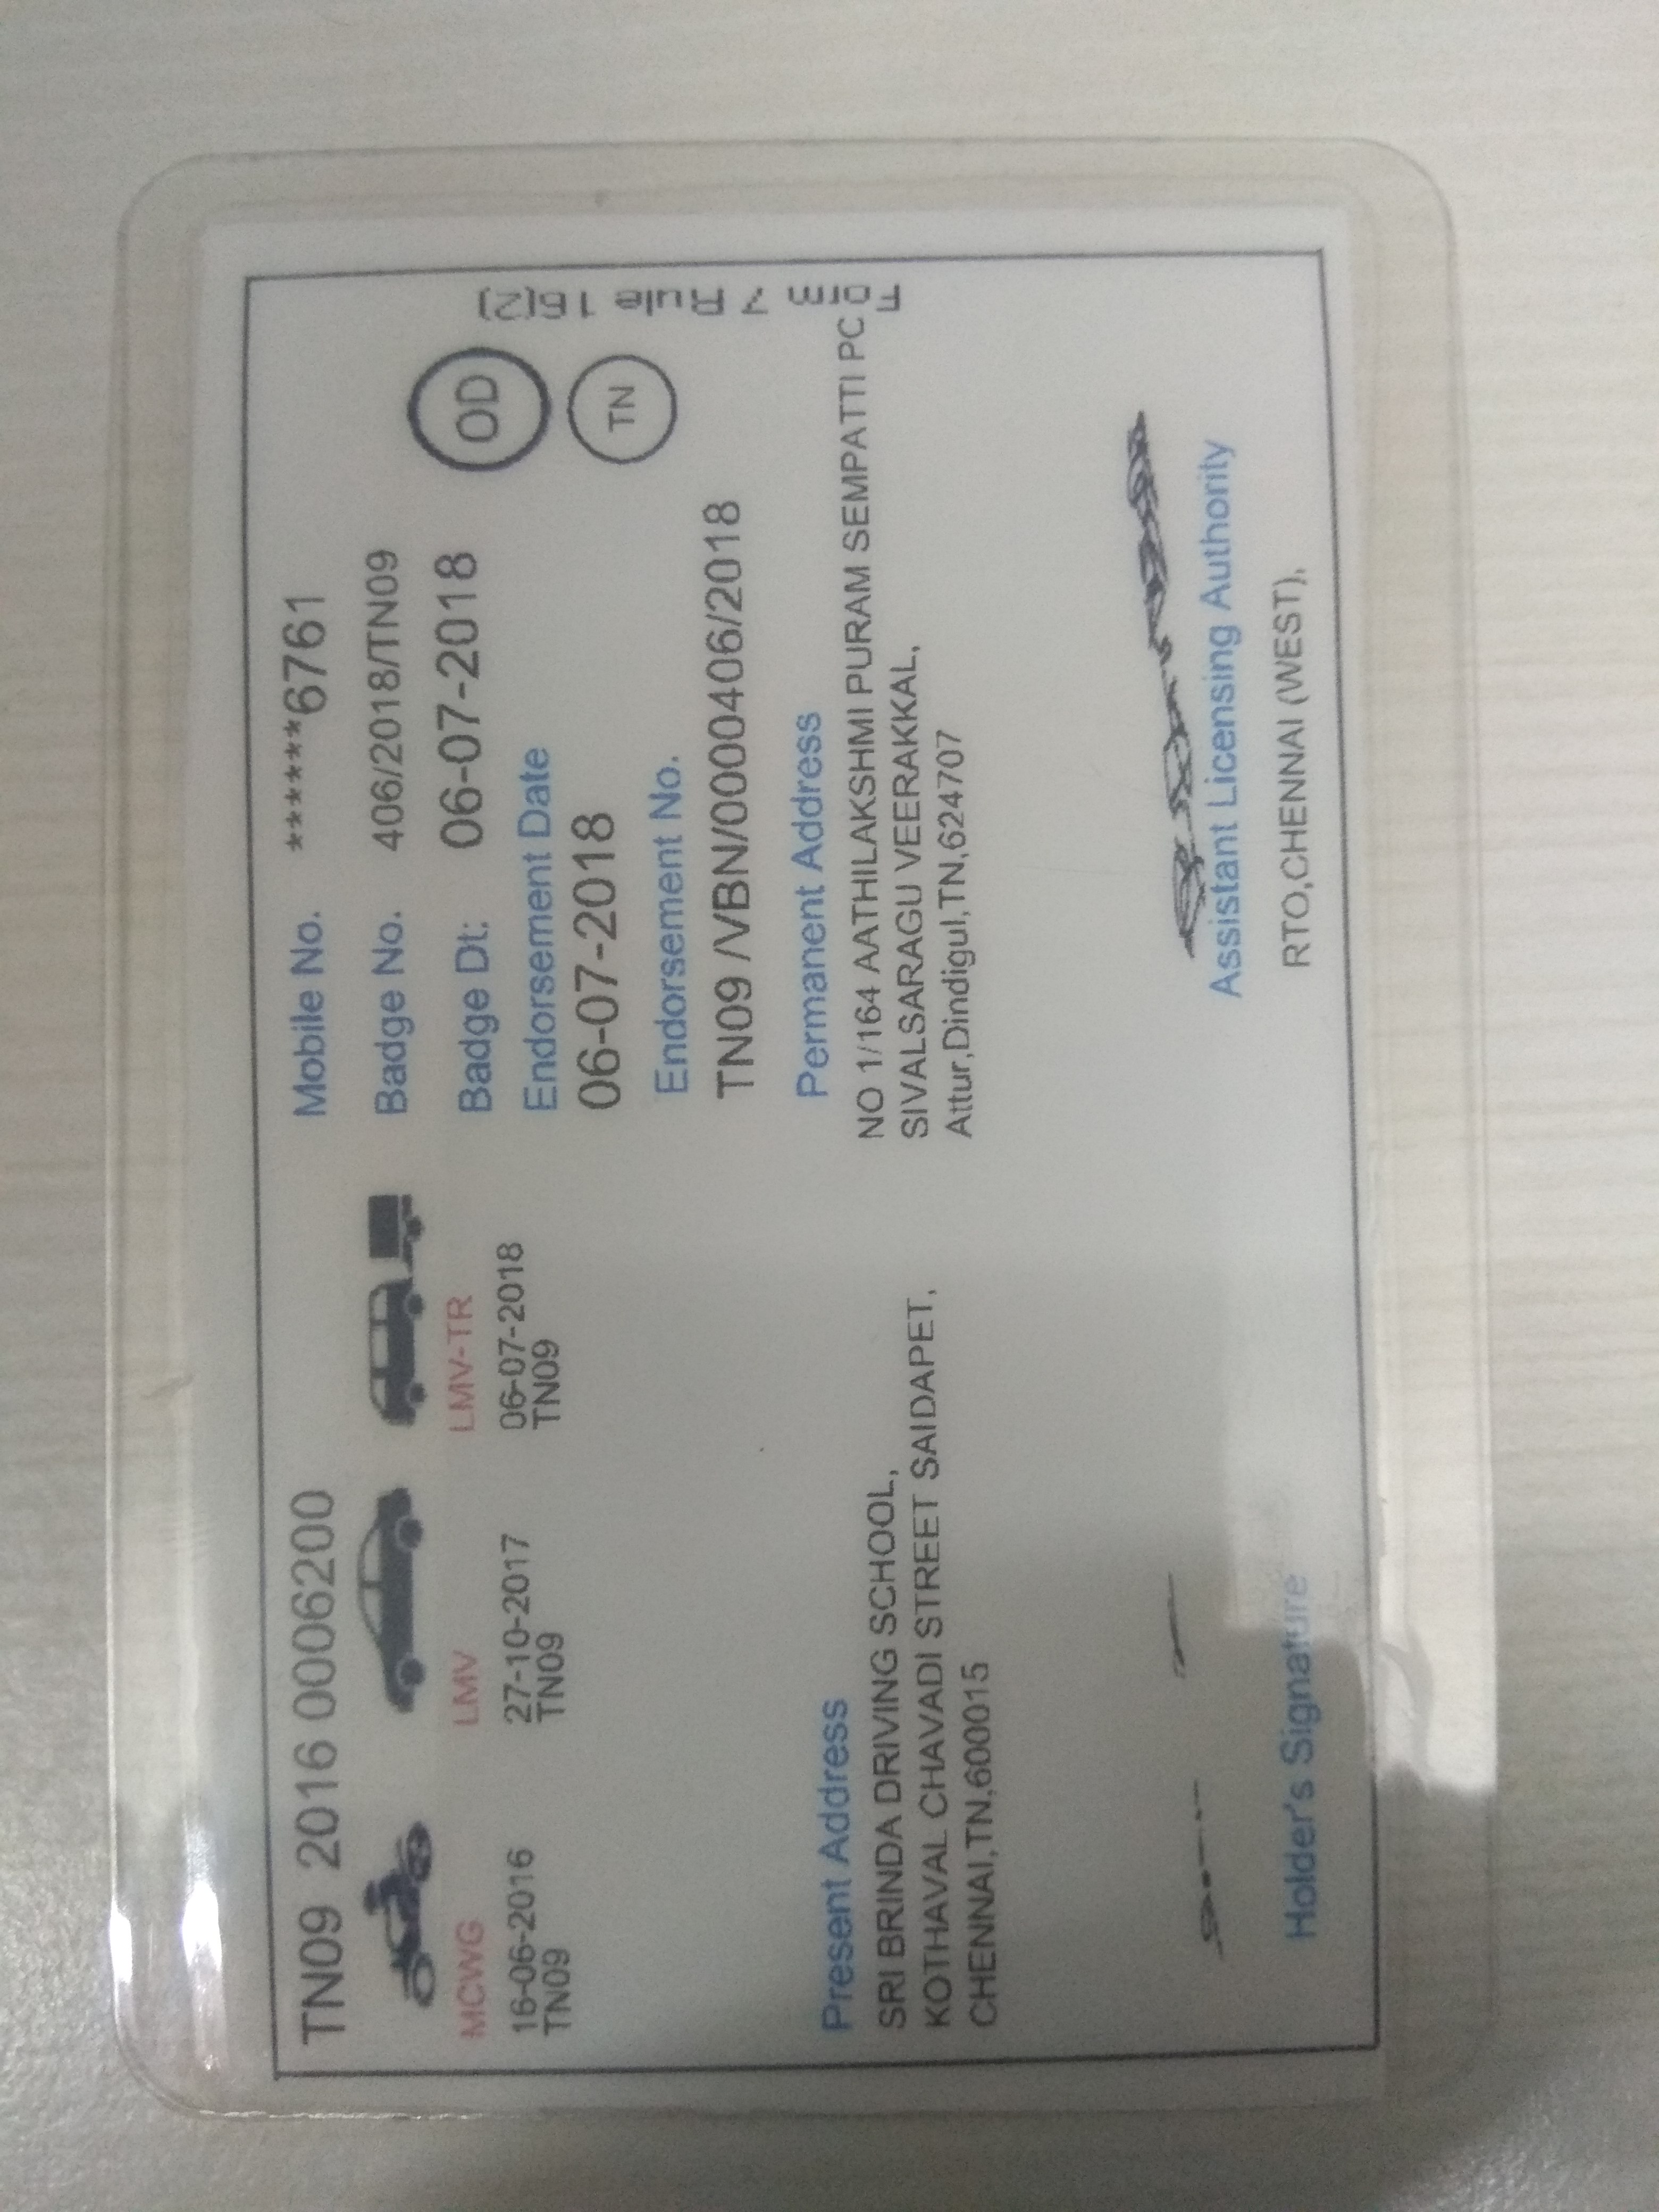 TN09 2016 0006200
MCWG
16-06-2016
TN09
LMV
27-10-2017
TN09
LMV-TR
06-07-2018
TN09
Mobile No. ******6761
Badge No. 406/2018/TN09
Badge Dt: 06-07-2018
Endorsement Date
06-07-2018
Endorsement No.
TN09 /VBN/0000406/2018
OD
TN
Form 7 Rule 16(2)
Present Address
SRI BRINDA DRIVING SCHOOL,
KOTHAVAL CHAVADI STREET SAIDAPET,
CHENNAI,TN,600015
Permanent Address
NO 1/164 AATHILAKSHMI PURAM SEMPATTI PC
SIVALSARAGU VEERAKKAL,
Attur,Dindigul,TN,624707
Holder's Signature
Assistant Licensing Authority
RTO,CHENNAI (WEST),